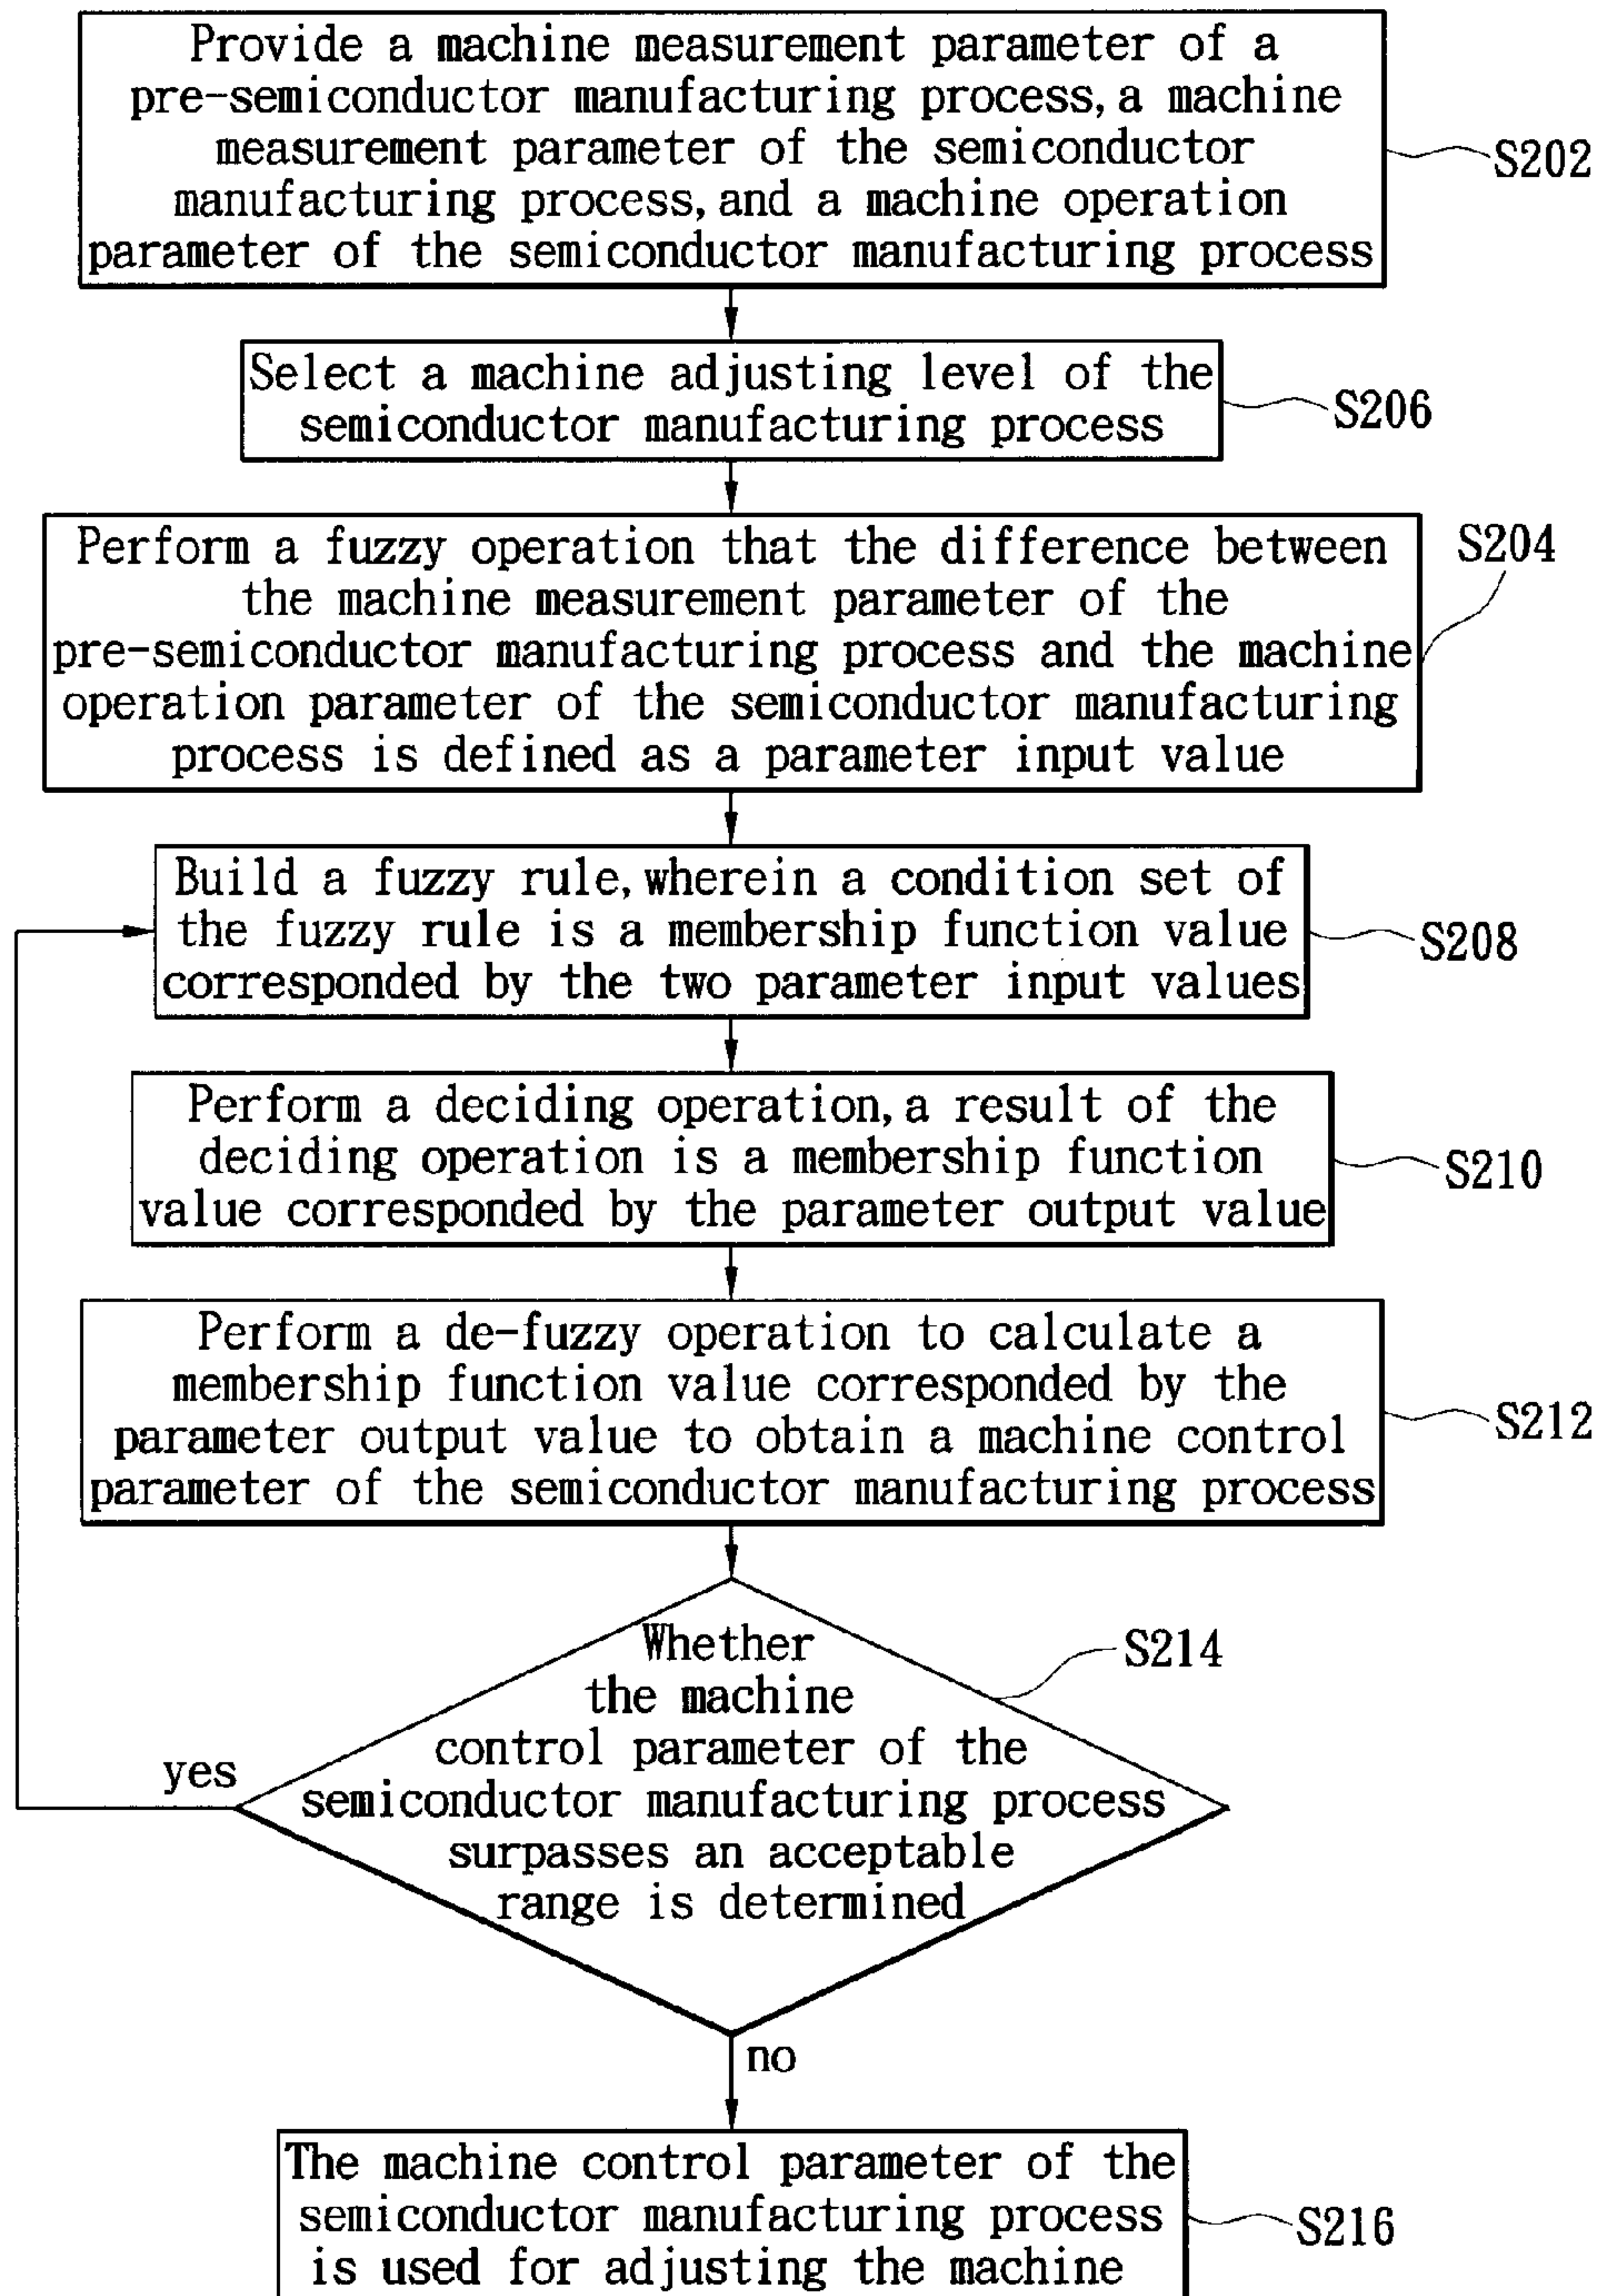 Provide a machine measurement parameter of a
pre-semiconductor manufacturing process, a machine
measurement parameter of the semiconductor
manufacturing process, and a machine operation
parameter of the semiconductor manufacturing process
S202
Select a machine adjusting level of the
semiconductor manufacturing process
S206
Perform a fuzzy operation that the difference between
the machine measurement parameter of the
pre-semiconductor manufacturing process and the machine
operation parameter of the semiconductor manufacturing
process is defined as a parameter input value
S204
Build a fuzzy rule, wherein a condition set of
the fuzzy rule is a membership function value
corresponded by the two parameter input values
S208
Perform a deciding operation, a result of the
deciding operation is a membership function
value corresponded by the parameter output value
S210
Perform a de-fuzzy operation to calculate a
membership function value corresponded by the
parameter output value to obtain a machine control
parameter of the semiconductor manufacturing process
S212
Whether
the machine
control parameter of the
semiconductor manufacturing process
surpasses an acceptable
range is determined
S214
yes
no
The machine control parameter of the
semiconductor manufacturing process
is used for adjusting the machine
S216